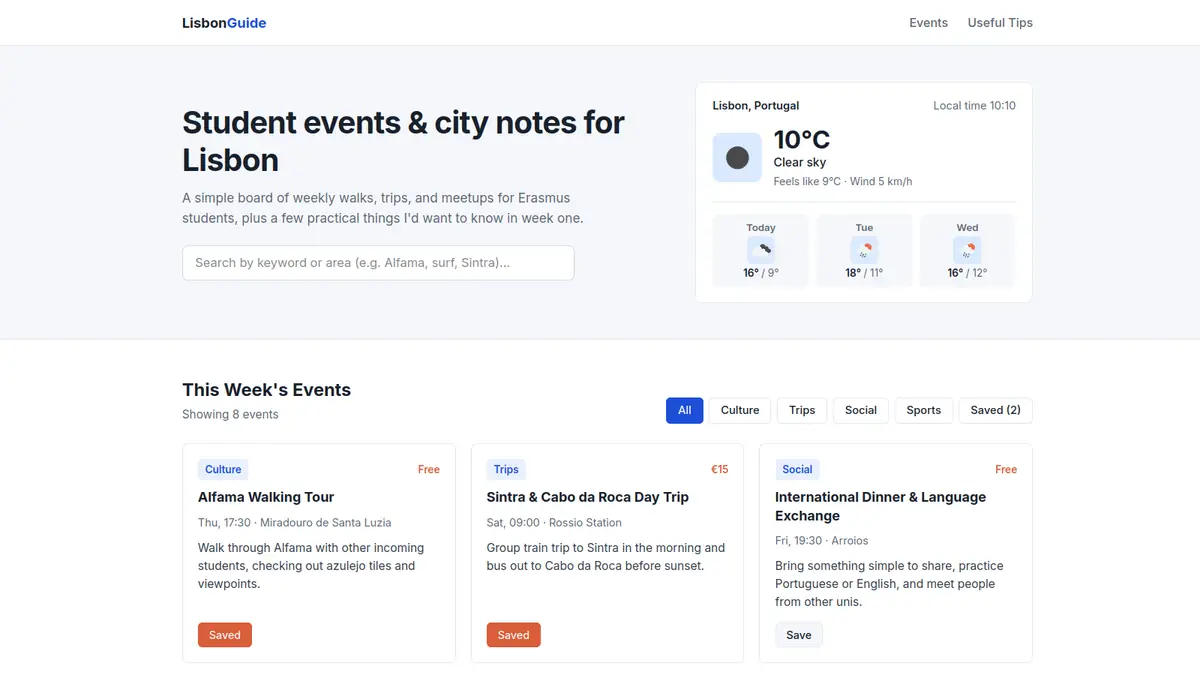 LisbonGuide
Events
Useful Tips
Student events & city notes for
Lisbon
A simple board of weekly walks, trips, and meetups for Erasmus
students, plus a few practical things I'd want to know in week one.
Search by keyword or area (e.g. Alfama, surf, Sintra)...
Lisbon, Portugal
Local time 10:10
10°C
Clear sky
Feels like 9°C · Wind 5 km/h
Today
16° / 9°
Tue
18° / 11°
Wed
16° / 12°
This Week's Events
Showing 8 events
All
Culture
Trips
Social
Sports
Saved (2)
Culture
Free
Alfama Walking Tour
Thu, 17:30 · Miradouro de Santa Luzia
Walk through Alfama with other incoming
students, checking out azulejo tiles and
viewpoints.
Saved
Trips
€15
Sintra & Cabo da Roca Day Trip
Sat, 09:00 · Rossio Station
Group train trip to Sintra in the morning and
bus out to Cabo da Roca before sunset.
Saved
Social
Free
International Dinner & Language
Exchange
Fri, 19:30 · Arroios
Bring something simple to share, practice
Portuguese or English, and meet people
from other unis.
Save